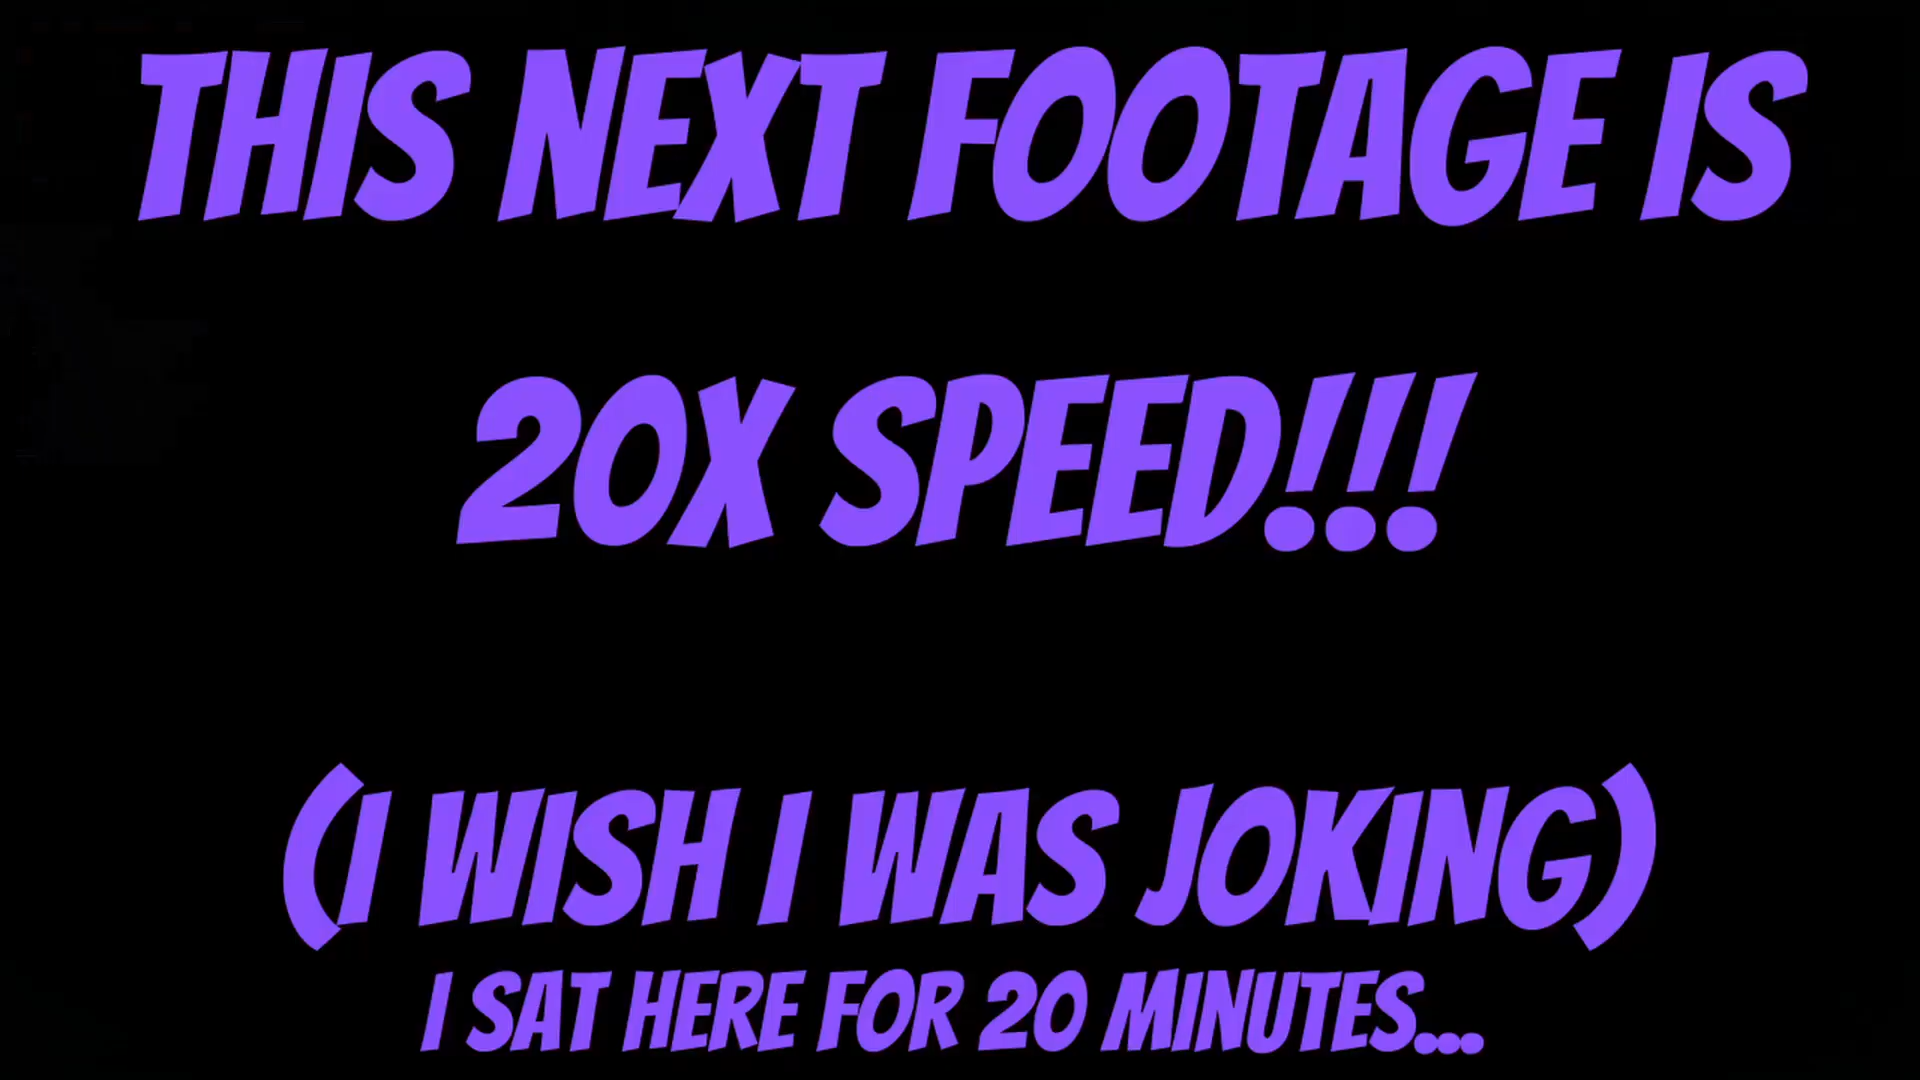 THIS NEXT FOOTAGE IS
20X SPEED!!!
(I WISH I WAS JOKING)
I SAT HERE FOR 20 MINUTES...